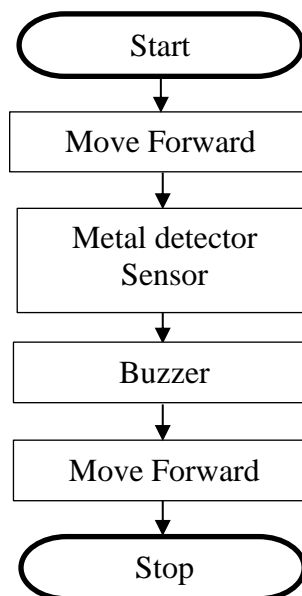 Start
Move Forward
Metal detector
Sensor
Buzzer
Move Forward
Stop